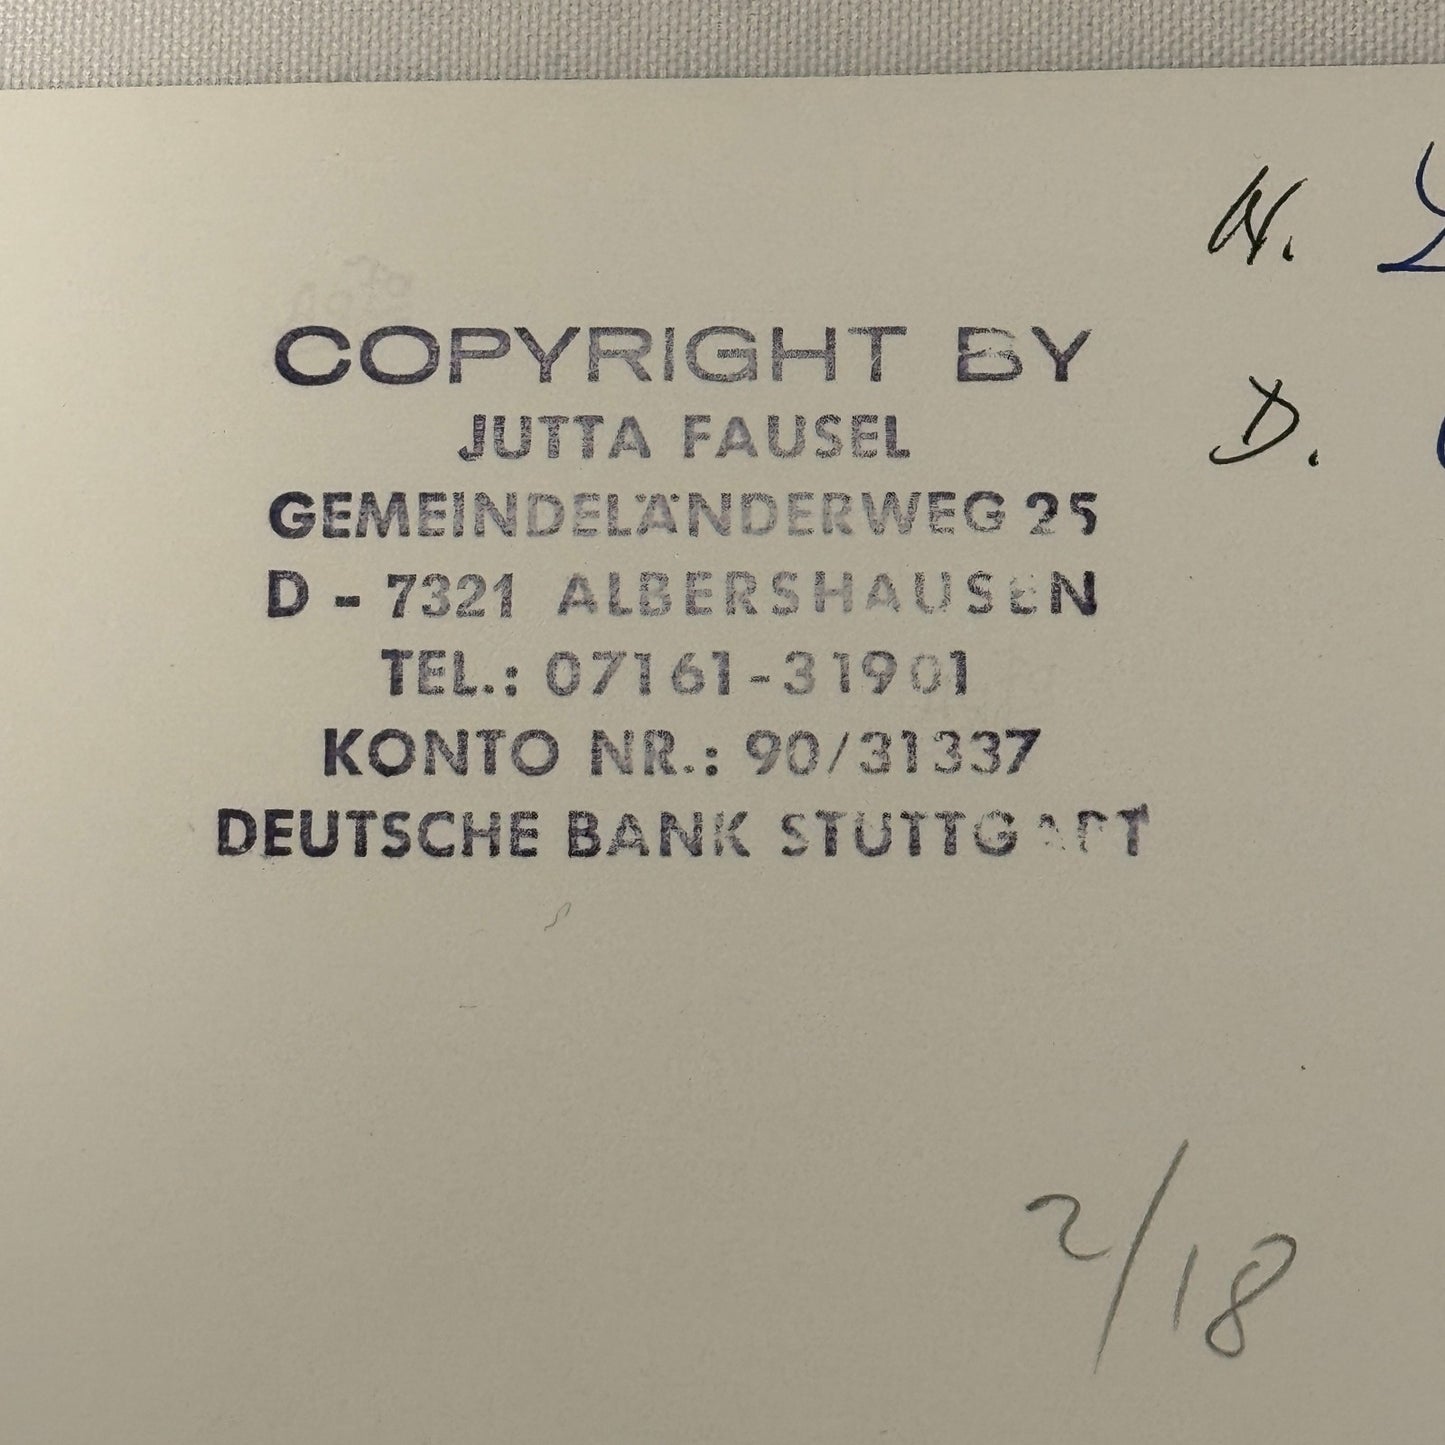 COPYRIGHT BY
JUTTA FAUSEL
GEMEINDELÄNDERWEG 25
D - 7321 ALBERSHAUSEN
TEL.: 07161-31901
KONTO NR.: 90/31337
DEUTSCHE BANK STUTTGART
D.
2/18